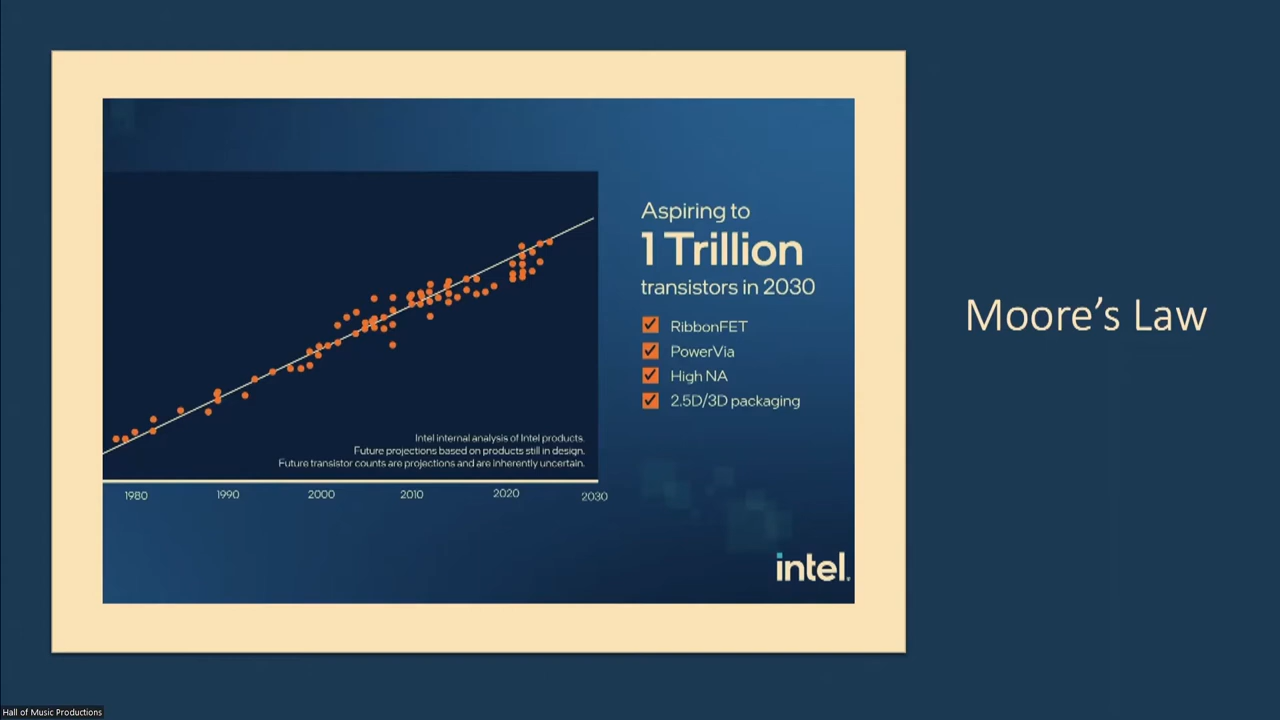 Aspiring to
1 Trillion
transistors in 2030
RibbonFET
PowerVia
High NA
2.5D/3D packaging
Intel internal analysis of Intel products.
Future projections based on products still in design.
Future transistor counts are projections and are inherently uncertain.
1980 1990 2000 2010 2020 2030
intel.
Moore’s Law
Hall of Music Productions